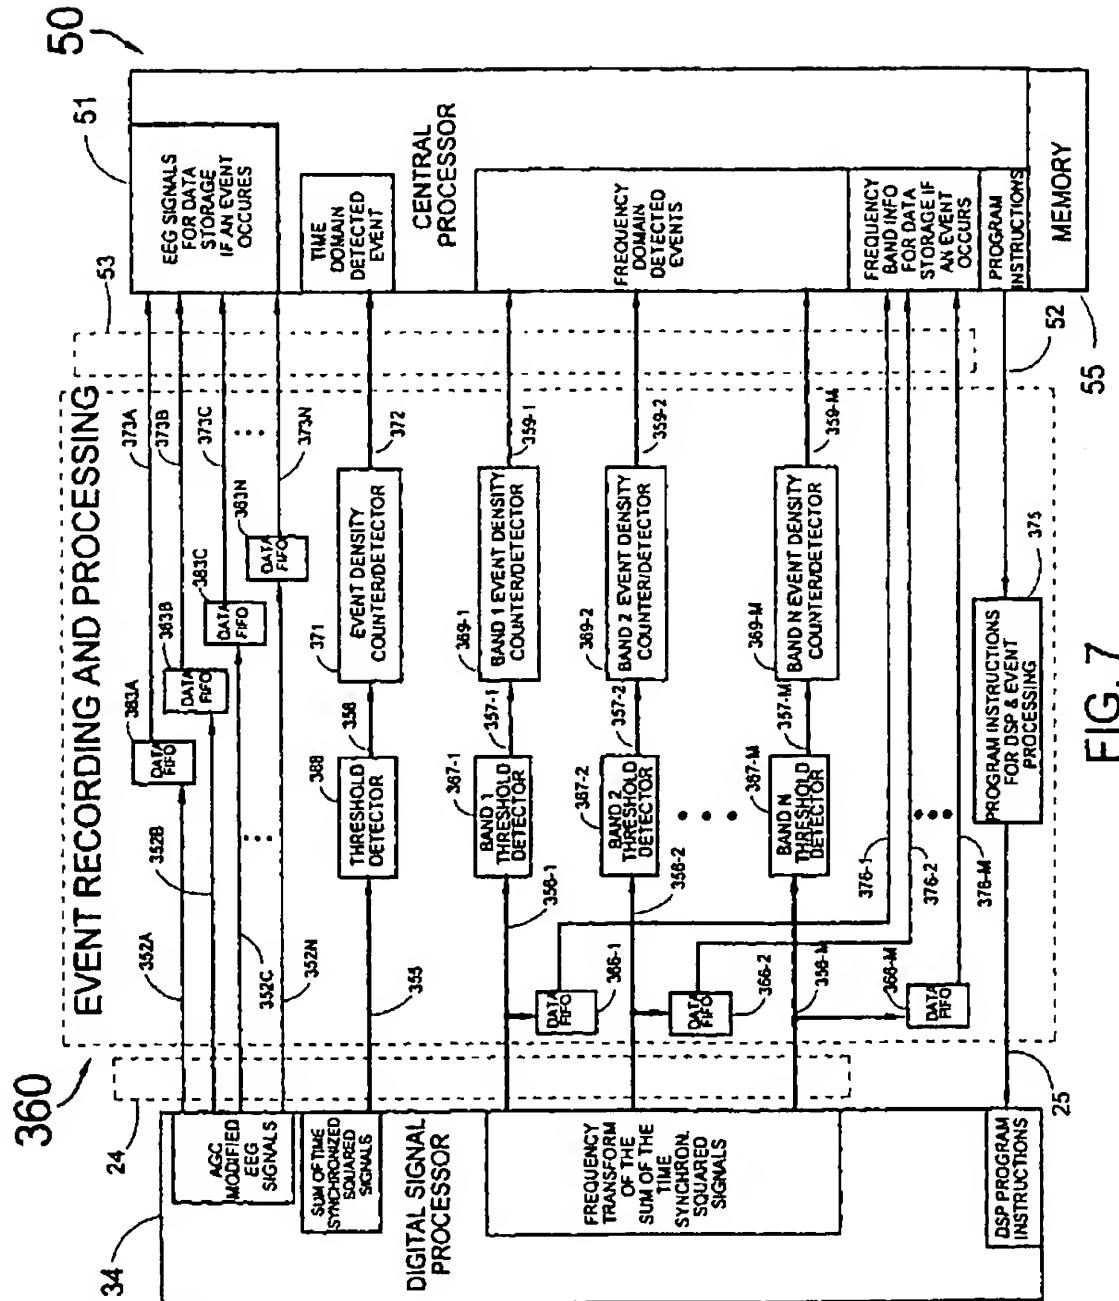 360
EVENT RECORDING AND PROCESSING
50
34
24
53
51
AGC
MODIFIED
EEG
SIGNALS
352A
352B
352C
352N
383A
DATA
FIFO
383B
DATA
FIFO
383C
DATA
FIFO
383N
DATA
FIFO
373A
373B
373C
373N
EEG SIGNALS
FOR DATA
STORAGE
IF AN EVENT
OCCURES
SUM OF TIME
SYNCHRONIZED
SQUARED
SIGNALS
355
368
THRESHOLD
DETECTOR
358
371
EVENT DENSITY
COUNTER/DETECTOR
372
TIME
DOMAIN
DETECTED
EVENT
DIGITAL SIGNAL
PROCESSOR
CENTRAL
PROCESSOR
FREQUENCY
TRANSFORM
OF THE
SUM OF THE
TIME
SYNCHRON.
SQUARED
SIGNALS
356-1
367-1
BAND 1
THRESHOLD
DETECTOR
357-1
369-1
BAND 1 EVENT DENSITY
COUNTER/DETECTOR
359-1
FREQUENCY
DOMAIN
DETECTED
EVENTS
DATA
FIFO
366-1
356-2
367-2
BAND 2
THRESHOLD
DETECTOR
357-2
369-2
BAND 2 EVENT DENSITY
COUNTER/DETECTOR
359-2
DATA
FIFO
366-2
356-M
367-M
BAND N
THRESHOLD
DETECTOR
357-M
369-M
BAND N EVENT DENSITY
COUNTER/DETECTOR
359-M
366-M
DATA
FIFO
376-1
376-2
376-M
FREQUENCY
BAND INFO
FOR DATA
STORAGE IF
AN EVENT
OCCURS
DSP PROGRAM
INSTRUCTIONS
25
PROGRAM INSTRUCTIONS
FOR DSP & EVENT
PROCESSING
375
52
PROGRAM
INSTRUCTIONS
MEMORY
55
FIG. 7